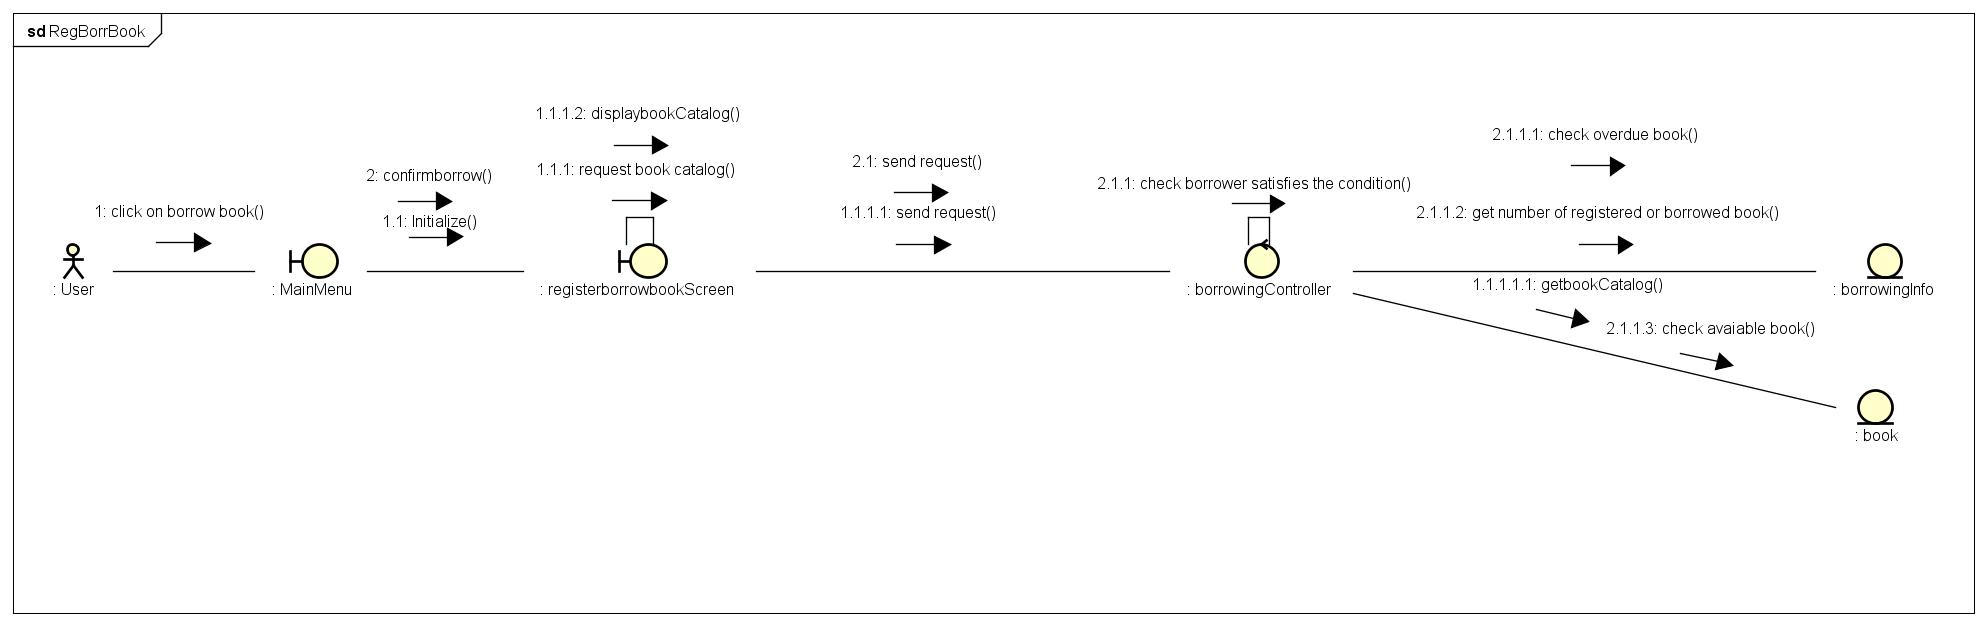 sd RegBorrBook
1.1.1.2: displaybookCatalog()
2.1.1.1: check overdue book()
2.1: send request()
1.1.1: request book catalog()
2: confirmborrow()
2.1.1: check borrower satisfies the condition()
1: click on borrow book()
1.1.1.1: send request()
2.1.1.2: get number of registered or borrowed book()
1.1: Initialize()
: User
: MainMenu
: registerborrowbookScreen
: borrowingController
: borrowingInfo
1.1.1.1.1: getbookCatalog()
2.1.1.3: check avaiable book()
: book